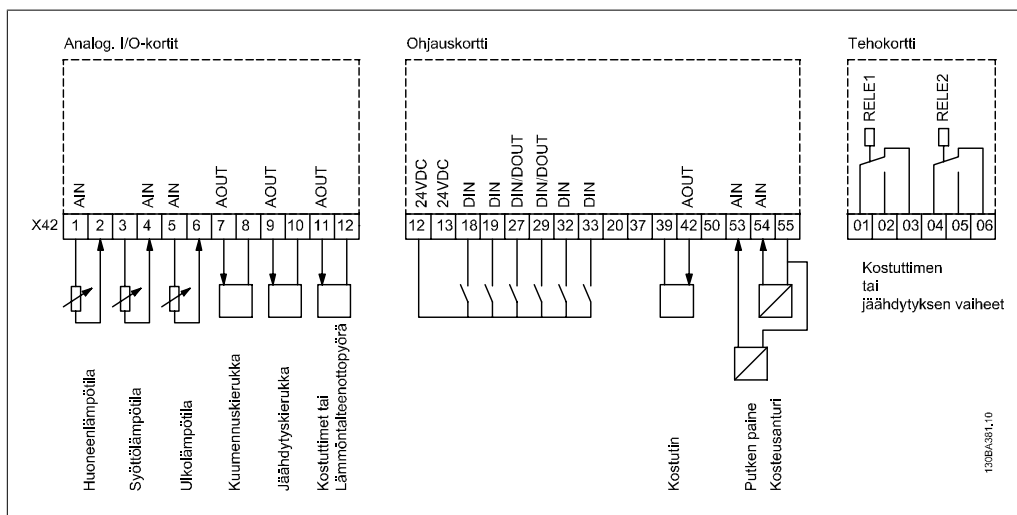 Analog. I/O-kortit
Ohjauskortti
Tehokortti
AIN
AIN
AIN
AOUT
AOUT
AOUT
24VDC
24VDC
DIN
DIN
DIN/DOUT
DIN/DOUT
DIN
DIN
AOUT
AIN
AIN
RELE1
RELE2
X42 1 2 3 4 5 6 7 8 9 10 11 12
12 13 18 19 27 29 32 33 20 37 39 42 50 53 54 55
01 02 03 04 05 06
Kostuttimen
tai
jäähdytyksen vaiheet
Huoneenlämpötila
Syöttölämpötila
Ulkolämpötila
Kuumennuskierukka
Jäähdytyskierukka
Kostuttimet tai
Lämmöntalteenottopyörä
Kostutin
Putken paine
Kosteusanturi
130BA381.10